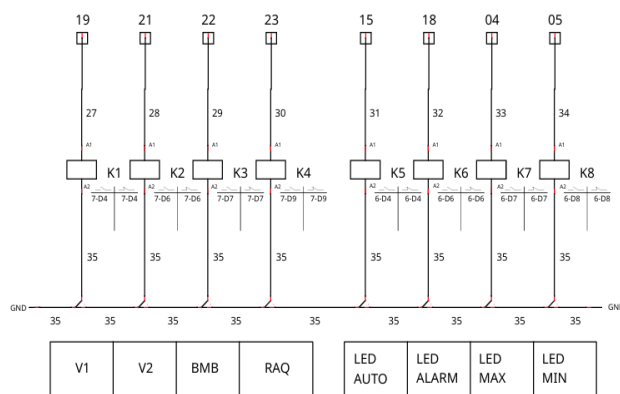 19 21 22 23 15 18 04 05
27 28 29 30 31 32 33 34
A1 A1 A1 A1 A1 A1 A1 A1
K1 K2 K3 K4 K5 K6 K7 K8
A2 A2 A2 A2 A2 A2 A2 A2
7-D4 7-D4 7-D6 7-D6 7-D7 7-D7 7-D9 7-D9 6-D4 6-D4 6-D6 6-D6 6-D7 6-D7 6-D8 6-D8
35 35 35 35 35 35 35 35
GND GND
35 35 35 35 35 35 35 35 35
V1 V2 BMB RAQ
LED
AUTO
LED
ALARM
LED
MAX
LED
MIN